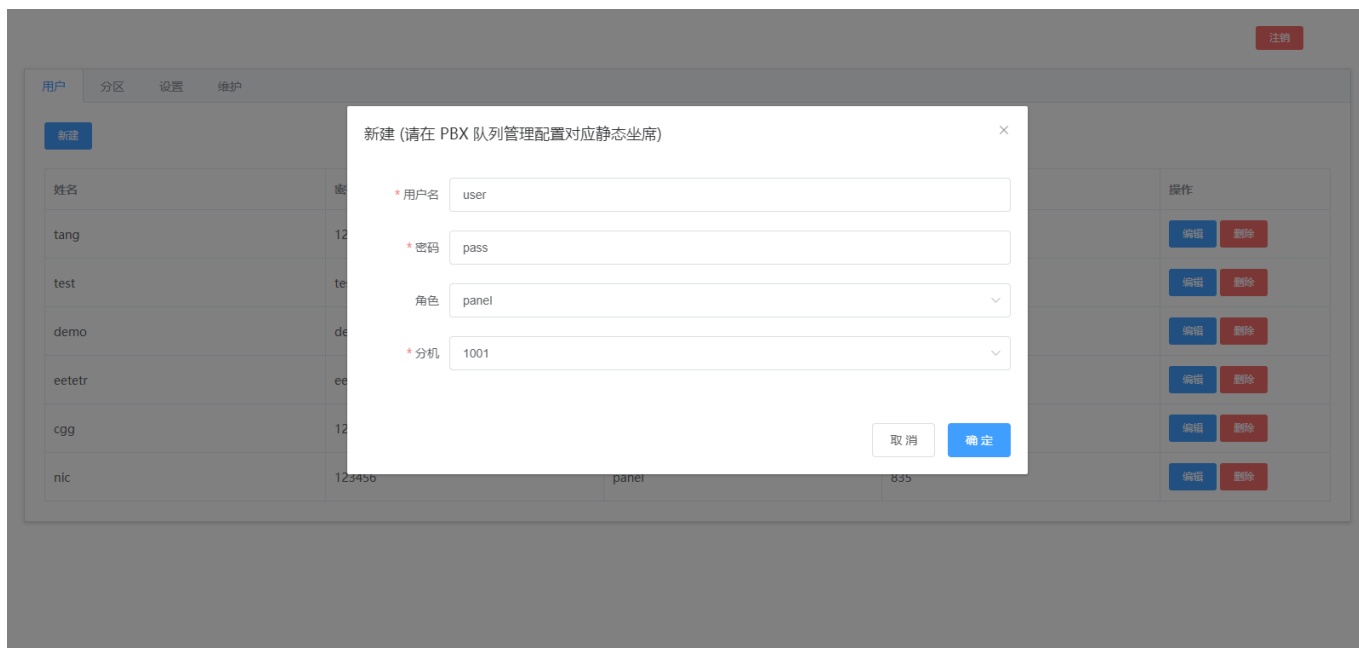 注销
用户 分区 设置 维护
新建
新建 (请在 PBX 队列管理配置对应静态坐席)
姓名 操作
* 用户名 user
tang 12 编辑 删除
* 密码 pass
test te 编辑 删除
角色 panel
demo de 编辑 删除
* 分机 1001
eetetr ee 编辑 删除
cgg 12 编辑 删除
取消 确定
nic 123456 panel 835 编辑 删除